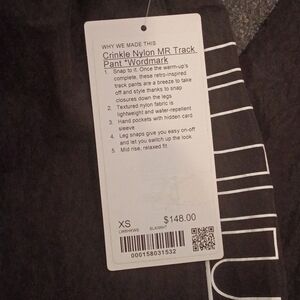 WHY WE MADE THIS
Crinkle Nylon MR Track
Pant *Wordmark
1. Snap to it. Once the warm-up's
complete, these retro-inspired
track pants are a breeze to take
off and style thanks to snap
closures down the legs
2. Textured nylon fabric is
lightweight and water-repellent
3. Hand pockets with hidden card
sleeve
4. Leg snaps give easy on-off
and let you switch up the look
5. Mid rise, relaxed fit
XS
$148.00
000158031532